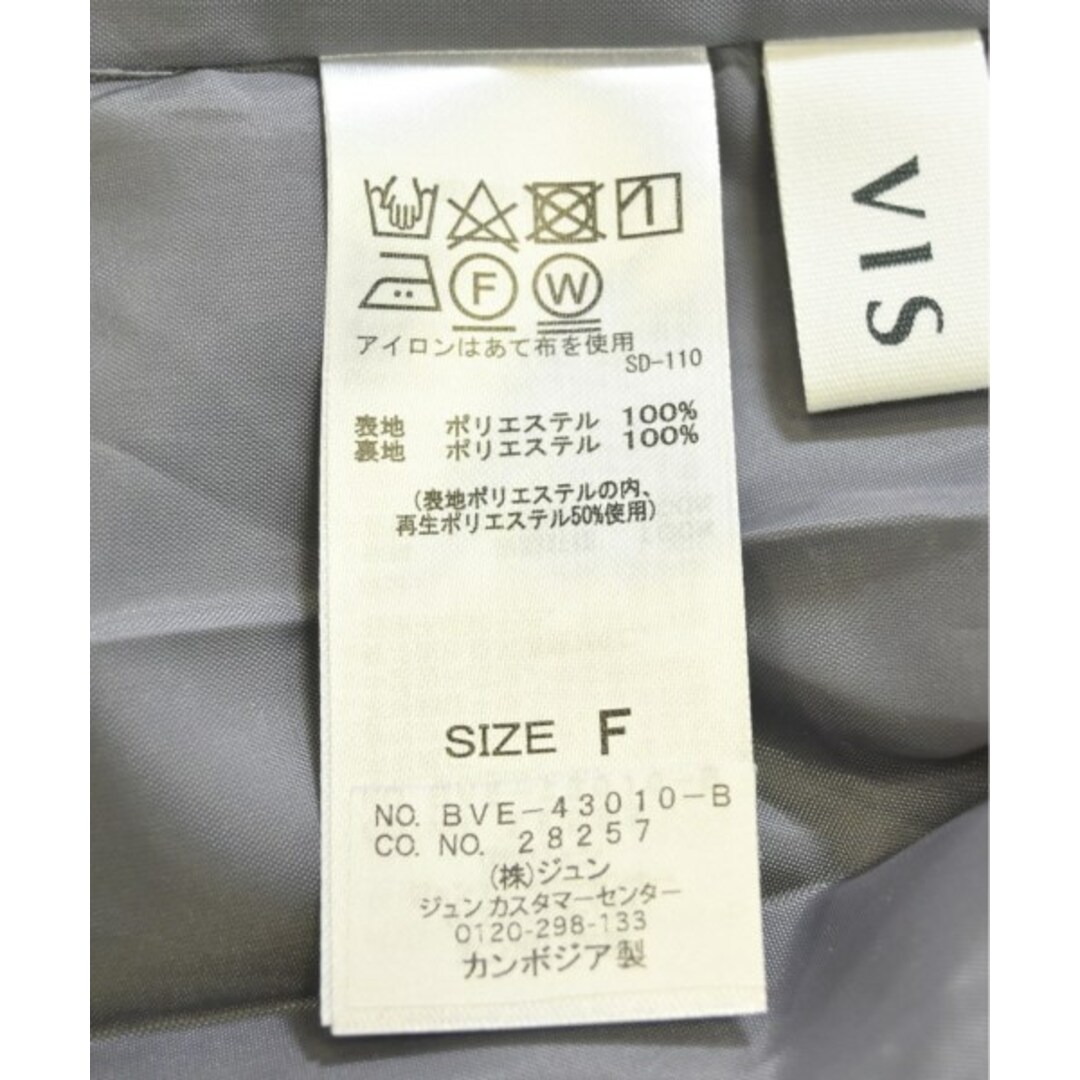 VIS
F W
アイロンはあて布を使用
SD-110
表地 ポリエステル 100%
裏地 ポリエステル 100%
(表地ポリエステルの内、
再生ポリエステル50%使用)
SIZE F
NO. BVE-43010-B
CO. NO. 28257
(株)ジュン
ジュン カスタマーセンター
0120-298-133
カンボジア製